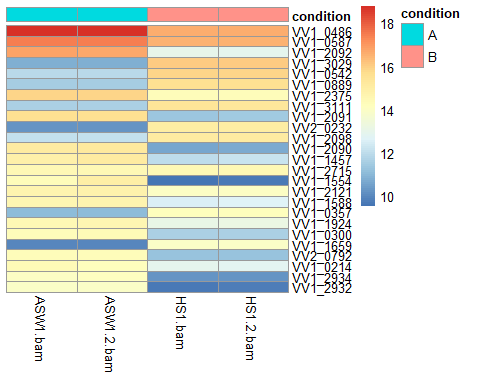 condition
VV1_0486
VV1_0587
VV1_2092
VV1_3029
VV1_0542
VV1_0889
VV1_2375
VV1_3111
VV1_2091
VV2_0232
VV1_2098
VV1_2090
VV1_1457
VV1_2715
VV1_1554
VV1_2121
VV1_1588
VV1_0357
VV1_1924
VV1_0300
VV1_1659
VV2_0792
VV1_0214
VV1_2934
VV1_2932
ASW1.bam
ASW1.2.bam
HS1.bam
HS1.2.bam
18
16
14
12
10
condition
A
B